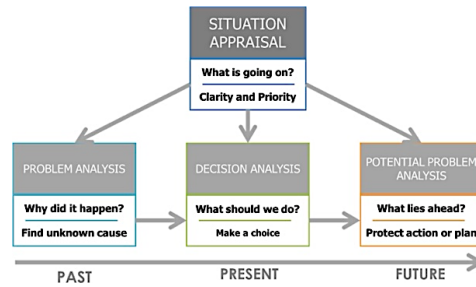 SITUATION
APPRAISAL
What is going on?
Clarity and Priority
PROBLEM ANALYSIS
Why did it happen?
Find unknown cause
DECISION ANALYSIS
What should we do?
Make a choice
POTENTIAL PROBLEM
ANALYSIS
What lies ahead?
Protect action or plan
PAST
PRESENT
FUTURE